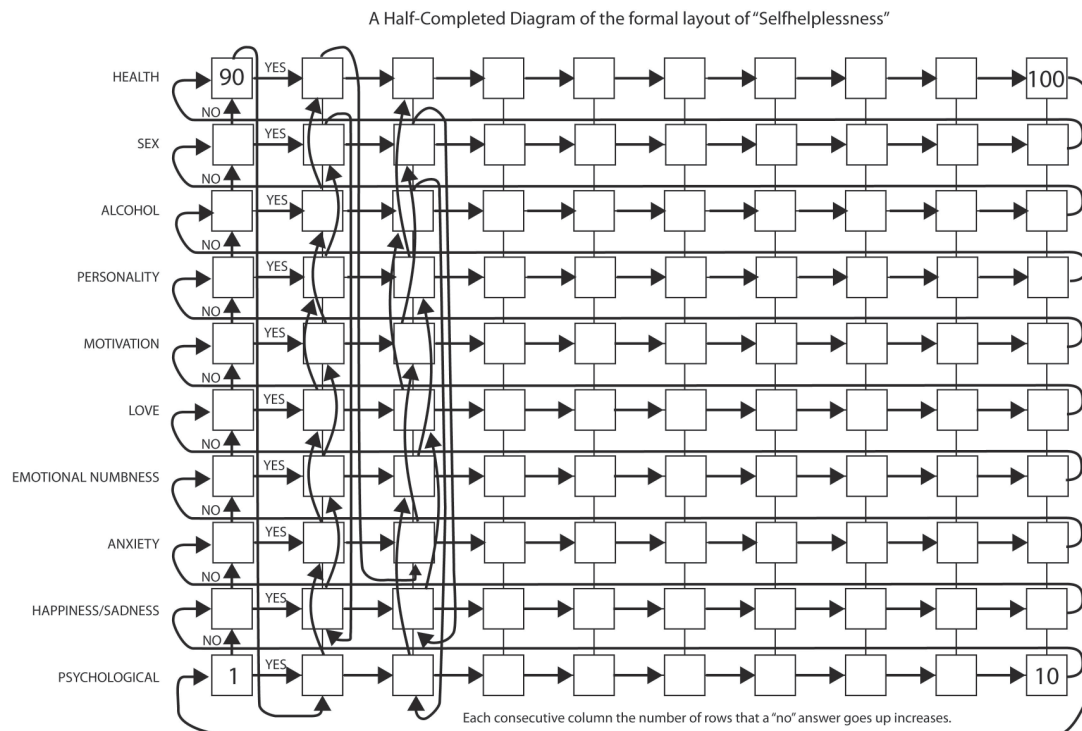 A Half-Completed Diagram of the formal layout of “Selfhelplessness”
HEALTH 90 YES 100
NO
SEX YES
NO
ALCOHOL YES
NO
PERSONALITY YES
NO
MOTIVATION YES
NO
LOVE YES
NO
EMOTIONAL NUMBNESS YES
NO
ANXIETY YES
NO
HAPPINESS/SADNESS YES
NO
PSYCHOLOGICAL 1 YES 10
Each consecutive column the number of rows that a “no” answer goes up increases.